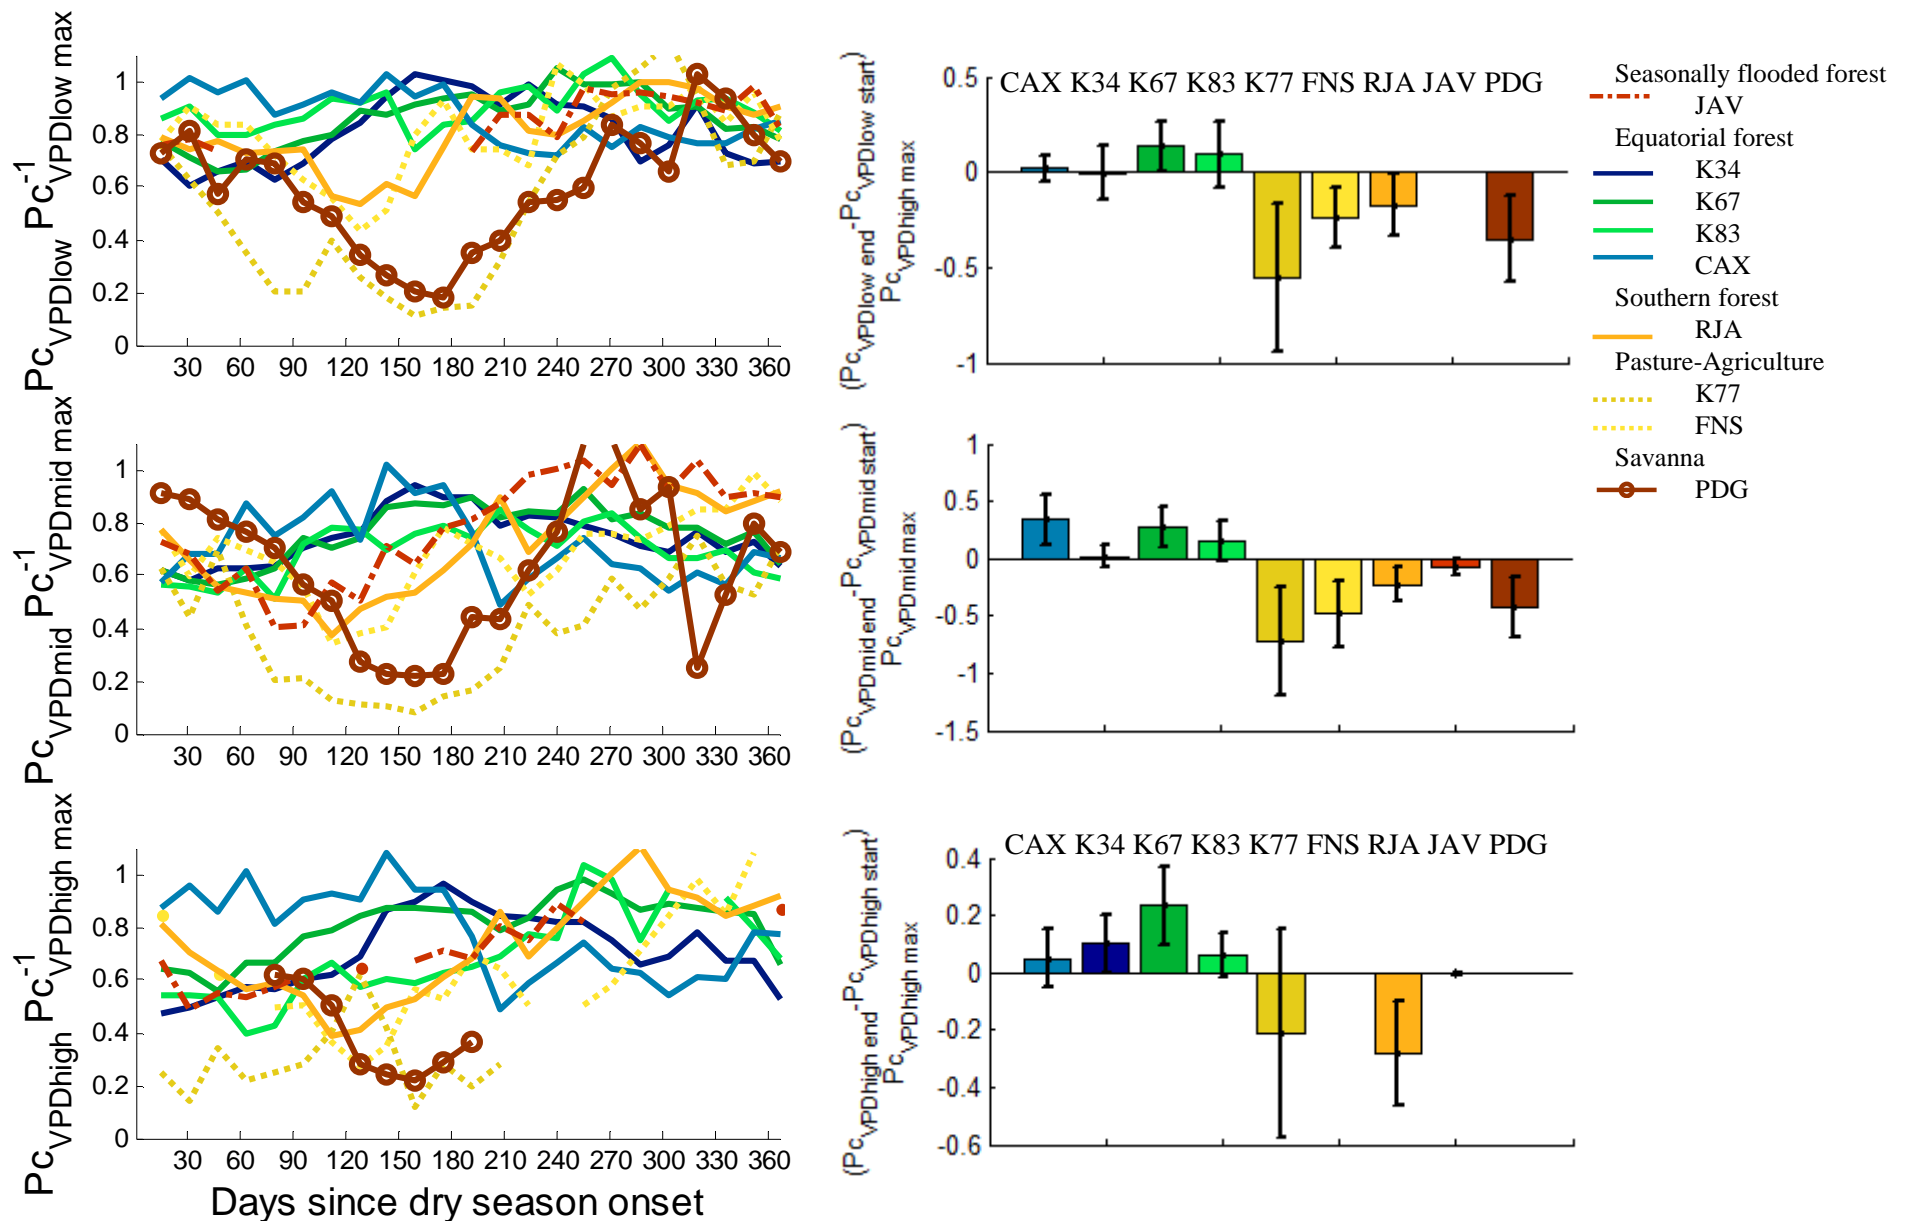 Pc_VPDlow Pc^-1_VPDlow max
1
0.8
0.6
0.4
0.2
0
30 60 90 120 150 180 210 240 270 300 330 360
(Pc_VPDlow end-Pc_VPDlow start)
Pc_VPDhigh max
CAX K34 K67 K83 K77 FNS RJA JAV PDG
0.5
0
-0.5
-1
Seasonally flooded forest
JAV
Equatorial forest
K34
K67
K83
CAX
Southern forest
RJA
Pasture-Agriculture
K77
FNS
Savanna
PDG
Pc_VPDmid Pc^-1_VPDmid max
1
0.8
0.6
0.4
0.2
0
30 60 90 120 150 180 210 240 270 300 330 360
(Pc_VPDmid end-Pc_VPDmid start)
Pc_VPDmid max
1
0.5
0
-0.5
-1
-1.5
Pc_VPDhigh Pc^-1_VPDhigh max
1
0.8
0.6
0.4
0.2
0
30 60 90 120 150 180 210 240 270 300 330 360
Days since dry season onset
(Pc_VPDhigh end-Pc_VPDhigh start)
Pc_VPDhigh max
CAX K34 K67 K83 K77 FNS RJA JAV PDG
0.4
0.2
0
-0.2
-0.4
-0.6